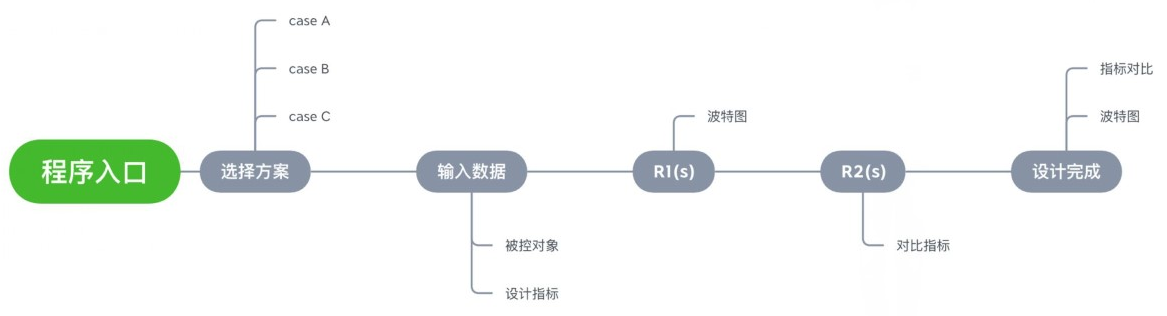 程序入口
选择方案
case A
case B
case C
输入数据
被控对象
设计指标
R1(s)
波特图
R2(s)
对比指标
设计完成
指标对比
波特图